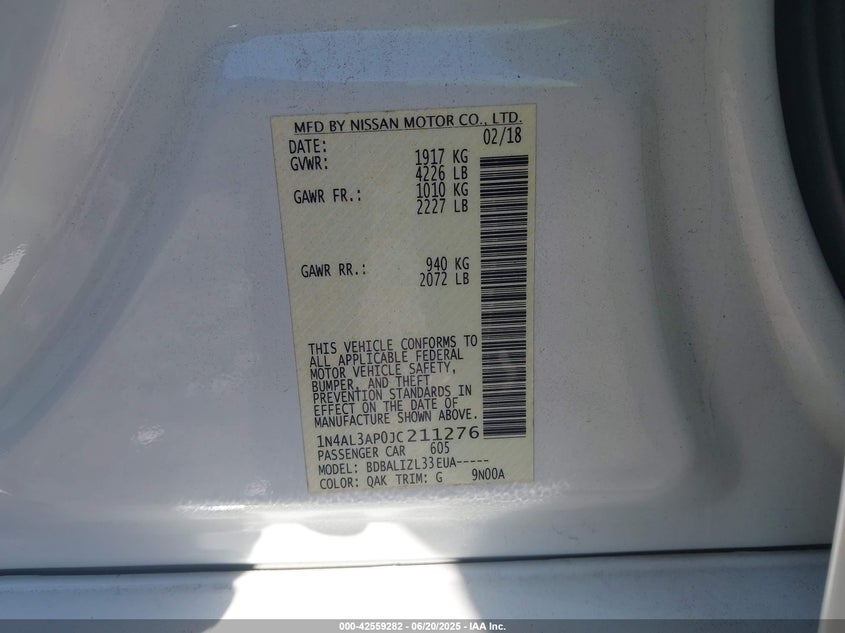 MFD BY NISSAN MOTOR CO., LTD.
DATE: 02/18
GVWR: 1917 KG
4226 LB
GAWR FR.: 1010 KG
2227 LB
GAWR RR.: 940 KG
2072 LB
THIS VEHICLE CONFORMS TO
ALL APPLICABLE FEDERAL
MOTOR VEHICLE SAFETY,
BUMPER, AND THEFT
PREVENTION STANDARDS IN
EFFECT ON THE DATE OF
MANUFACTURE SHOWN ABOVE.
1N4AL3AP0JC211276
PASSENGER CAR 605
MODEL: BDBALIZL33EUA-----
COLOR: QAK TRIM: G 9N00A
000-42559282 - 06/20/2025 - IAA Inc.